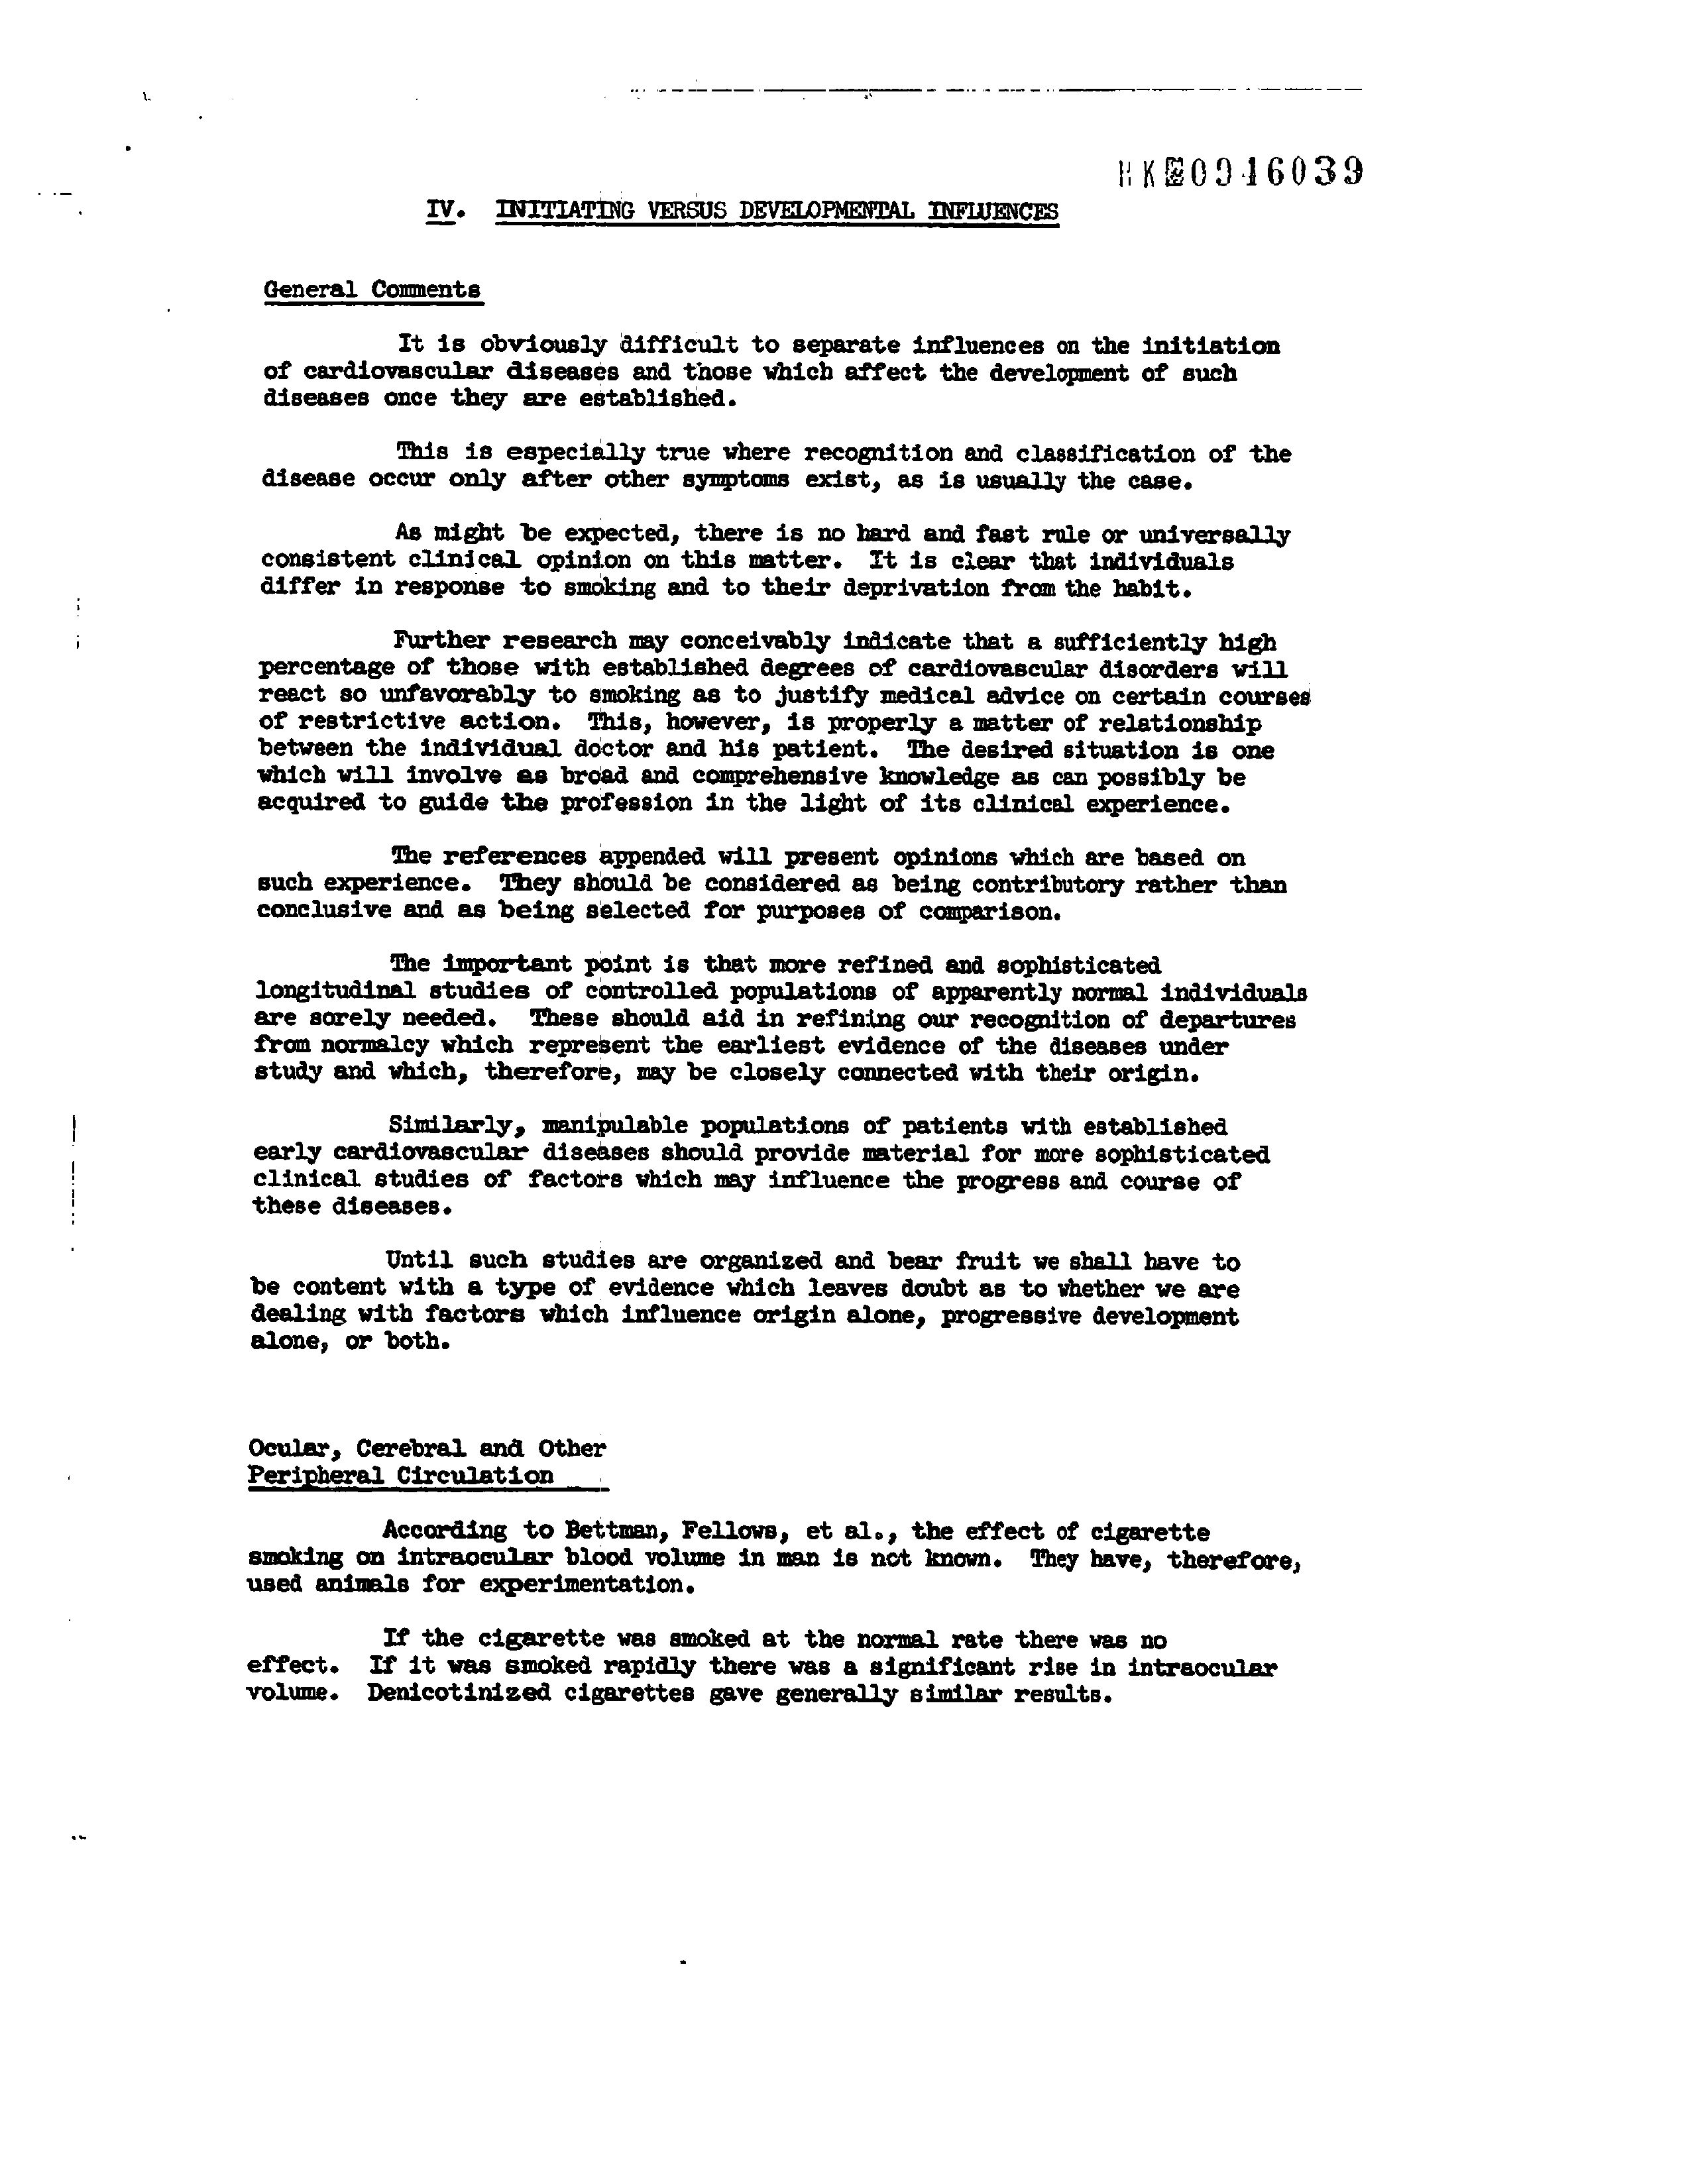 IV. INITIATING VERSUS DEVELOPMENTAL INFLUENCES
General Comments
It is obviously difficult to separate influences on the initiation
of cardiovascular diseases and those which affect the development of such
diseases once they are established.
This is especially true where recognition and classification of the
disease occur only after other symptoms exist, as is usually the case.
As might be expected, there is no hard and fast rule or universally
consistent clinical opinion on this matter. It is clear that individuals
differ in response to smoking and to their deprivation from the habit.
Further research may conceivably indicate that a sufficiently high
percentage of those with established degrees of cardiovascular disorders will
react so unfavorably to smoking as to justify medical advice on certain courses
of restrictive action. This, however, is properly a matter of relationship
between the individual doctor and his patient. The desired situation is one
which will involve as broad and comprehensive knowledge as can possibly be
acquired to guide the profession in the light of its clinical experience.
The references appended will present opinions which are based on
such experience. They should be considered as being contributory rather than
conclusive and as being selected for purposes of comparison.
The important point is that more refined and sophisticated
longitudinal studies of controlled populations of apparently normal individuals
are sorely needed. These should aid in refining our recognition of departures
from normalcy which represent the earliest evidence of the diseases under
study and which, therefore, may be closely connected with their origin.
Similarly, manipulable populations of patients with established
early cardiovascular diseases should provide material for more sophisticated
clinical studies of factors which may influence the progress and course of
these diseases.
Until such studies are organized and bear fruit we shall have to
be content with a type of evidence which leaves doubt as to whether we are
dealing with factors which influence origin alone, progressive development
alone, or both.
Ocular, Cerebral and Other
Peripheral Circulation
According to Bettman, Fellows, et al., the effect of cigarette
smoking on intraocular blood volume in man is not known. They have, therefore,
used animals for experimentation.
If the cigarette was smoked at the normal rate there was no
effect. If it was smoked rapidly there was a significant rise in intraocular
volume. Denicotinized cigarettes gave generally similar results.